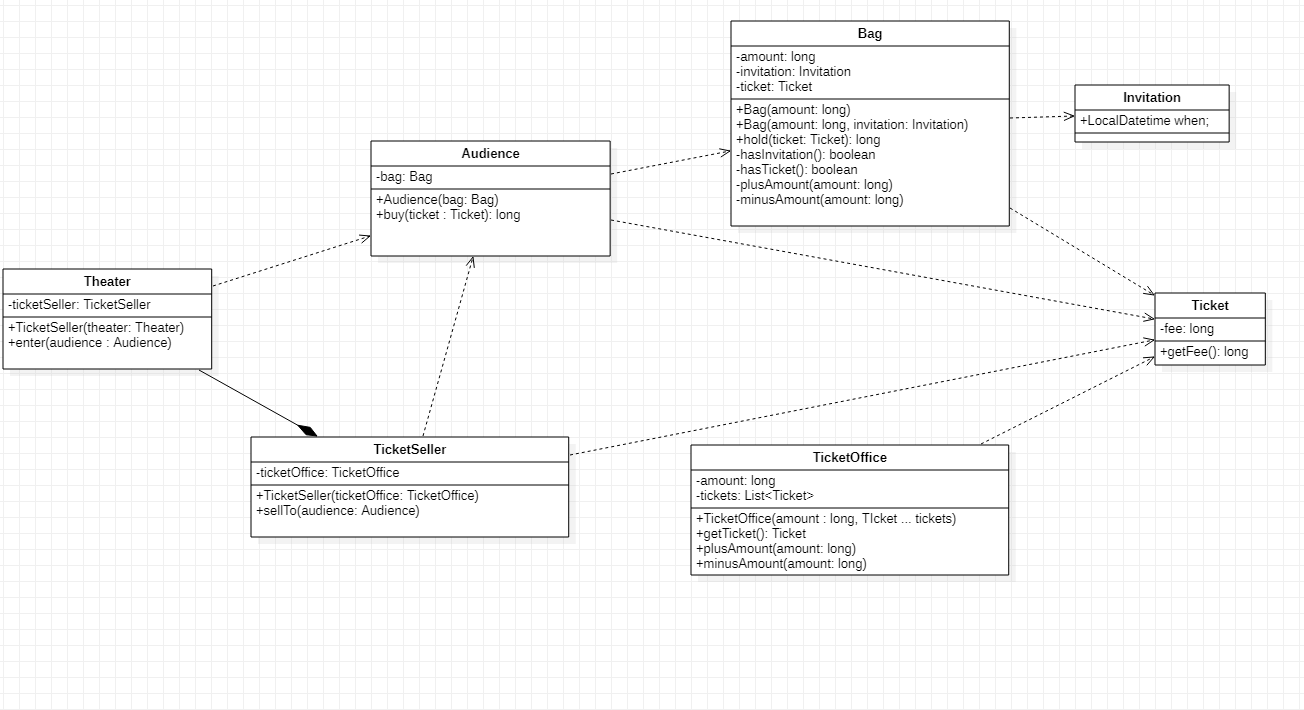 Bag
-amount: long
-invitation: Invitation
-ticket: Ticket
+Bag(amount: long)
+Bag(amount: long, invitation: Invitation)
+hold(ticket: Ticket): long
-hasInvitation(): boolean
-hasTicket(): boolean
-plusAmount(amount: long)
-minusAmount(amount: long)
Invitation
+LocalDatetime when;
Audience
-bag: Bag
+Audience(bag: Bag)
+buy(ticket : Ticket): long
Theater
-ticketSeller: TicketSeller
+TicketSeller(theater: Theater)
+enter(audience : Audience)
Ticket
-fee: long
+getFee(): long
TicketSeller
-ticketOffice: TicketOffice
+TicketSeller(ticketOffice: TicketOffice)
+sellTo(audience: Audience)
TicketOffice
-amount: long
-tickets: List<Ticket>
+TicketOffice(amount : long, TIcket ... tickets)
+getTicket(): Ticket
+plusAmount(amount: long)
+minusAmount(amount: long)